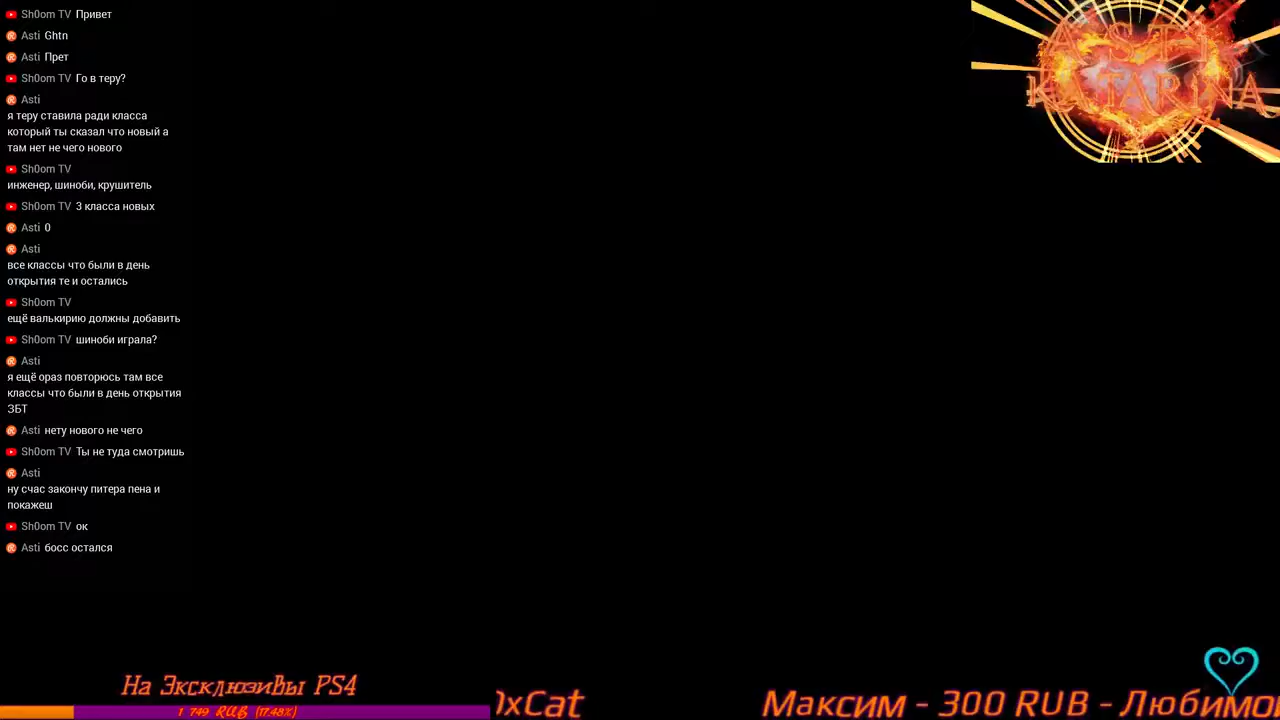 Sh0om TV Привет
Asti Ghtn
Asti Прет
Sh0om TV Го в теру?
Asti
я теру ставила ради класса
который ты сказал что новый а
там нет не чего нового
Sh0om TV
инженер, шиноби, крушитель
Sh0om TV 3 класса новых
Asti 0
Asti
все классы что были в день
открытия те и остались
Sh0om TV
ещё валькирию должны добавить
Sh0om TV шиноби играла?
Asti
я ещё ораз повторюсь там все
классы что были в день открытия
ЗБТ
Asti нету нового не чего
Sh0om TV Ты не туда смотришь
Asti
ну счас закончу питера пена и
покажеш
Sh0om TV ок
Asti босс остался
ASTI
KATARINA
На Эксклюзивы PS4
1 749 RUB (17.48%)
xCat
Максим - 300 RUB - Любимо